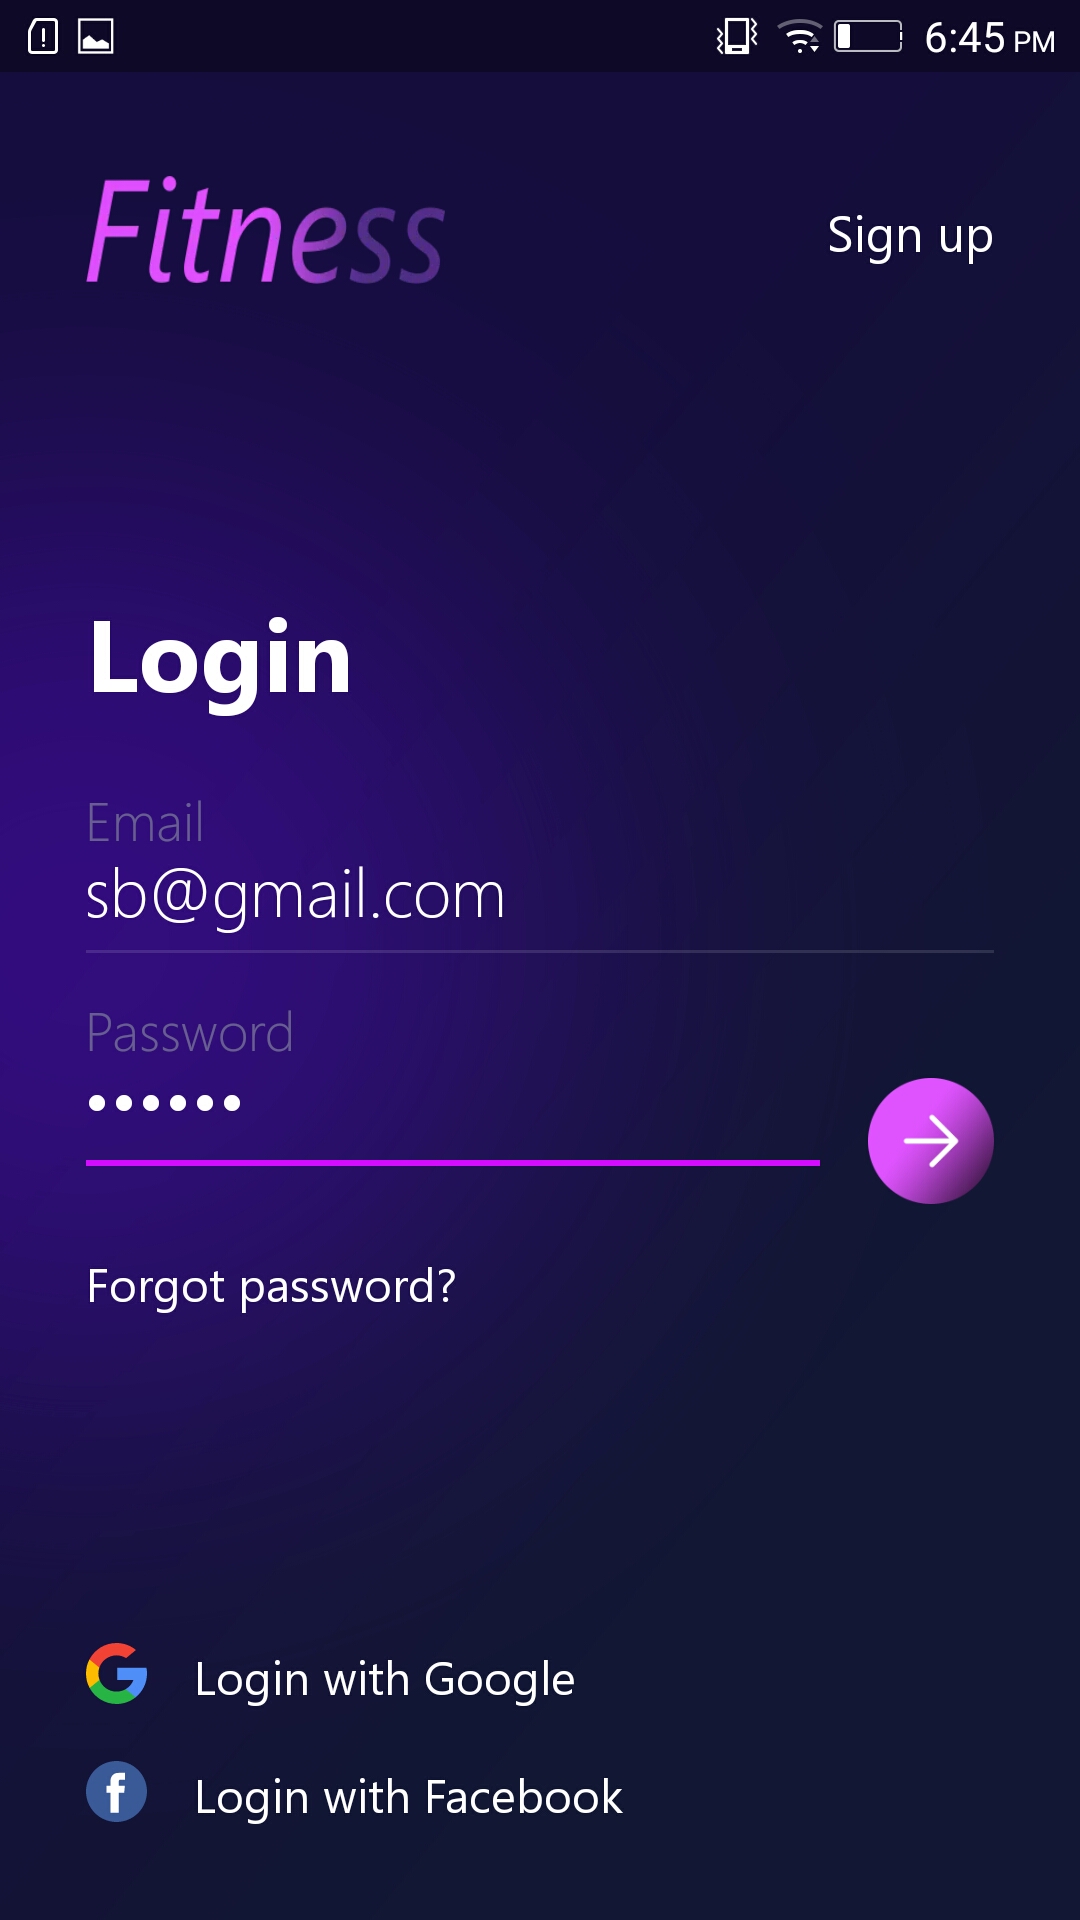 6:45 PM
Fitness
Sign up
Login
Email
sb@gmail.com
Password
••••••
Forgot password?
Login with Google
Login with Facebook